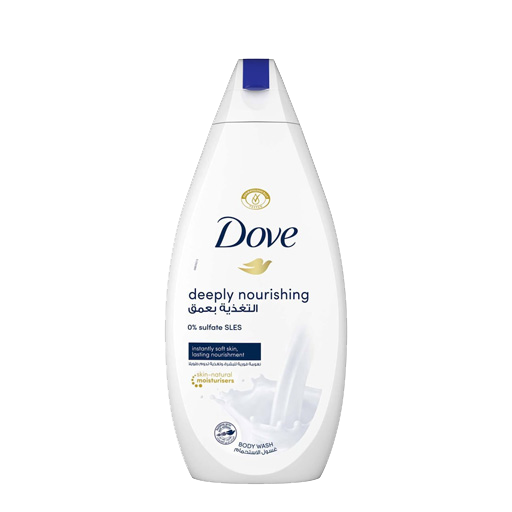 Dove
deeply nourishing
التغذية بعمق
0% sulfate SLES
instantly soft skin,
lasting nourishment
skin-natural
moisturisers
BODY WASH
غسول الاستحمام